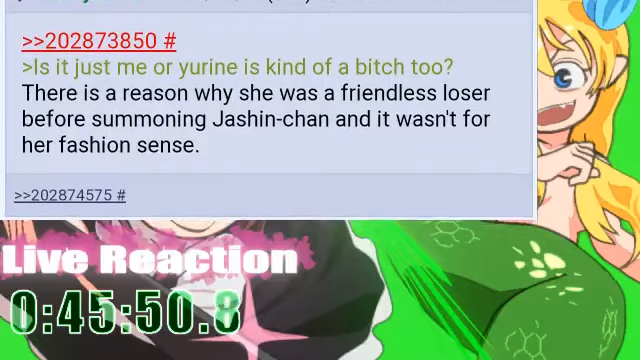 >>202873850 #
>Is it just me or yurine is kind of a bitch too?
There is a reason why she was a friendless loser
before summoning Jashin-chan and it wasn't for
her fashion sense.
>>202874575 #
Live Reaction
0:45:50.8